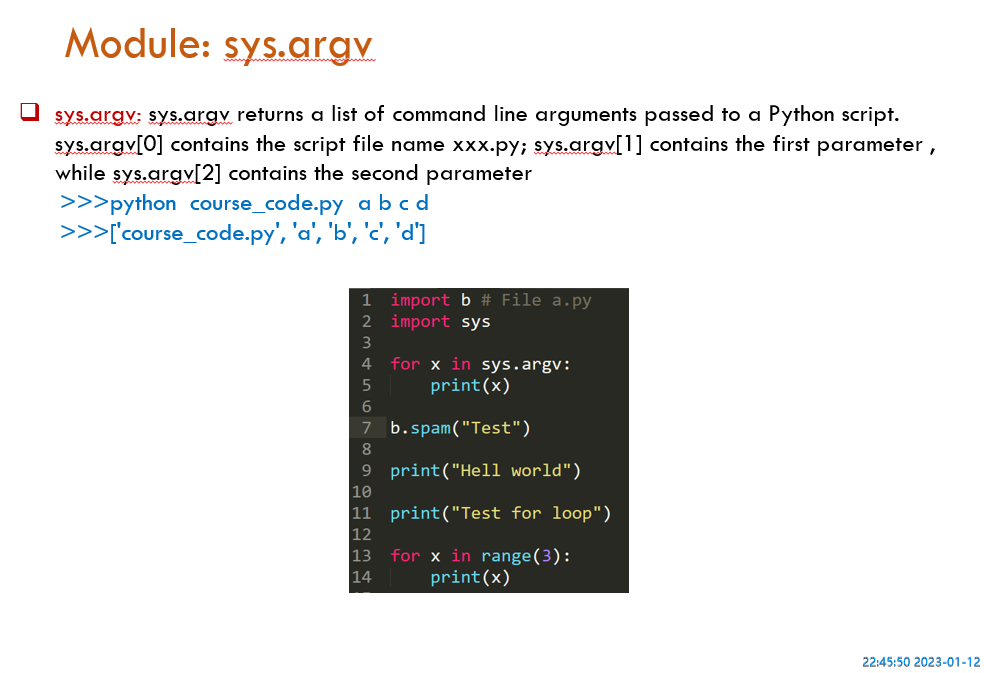 Module: sys.argv
sys.argv: sys.argv returns a list of command line arguments passed to a Python script.
sys.argv[0] contains the script file name xxx.py; sys.argv[1] contains the first parameter ,
while sys.argv[2] contains the second parameter
>>>python  course_code.py  a b c d
>>>['course_code.py', 'a', 'b', 'c', 'd']
1 import b # File a.py
2 import sys
3
4 for x in sys.argv:
5     print(x)
6
7 b.spam("Test")
8
9 print("Hell world")
10
11 print("Test for loop")
12
13 for x in range(3):
14     print(x)
22:45:50 2023-01-12